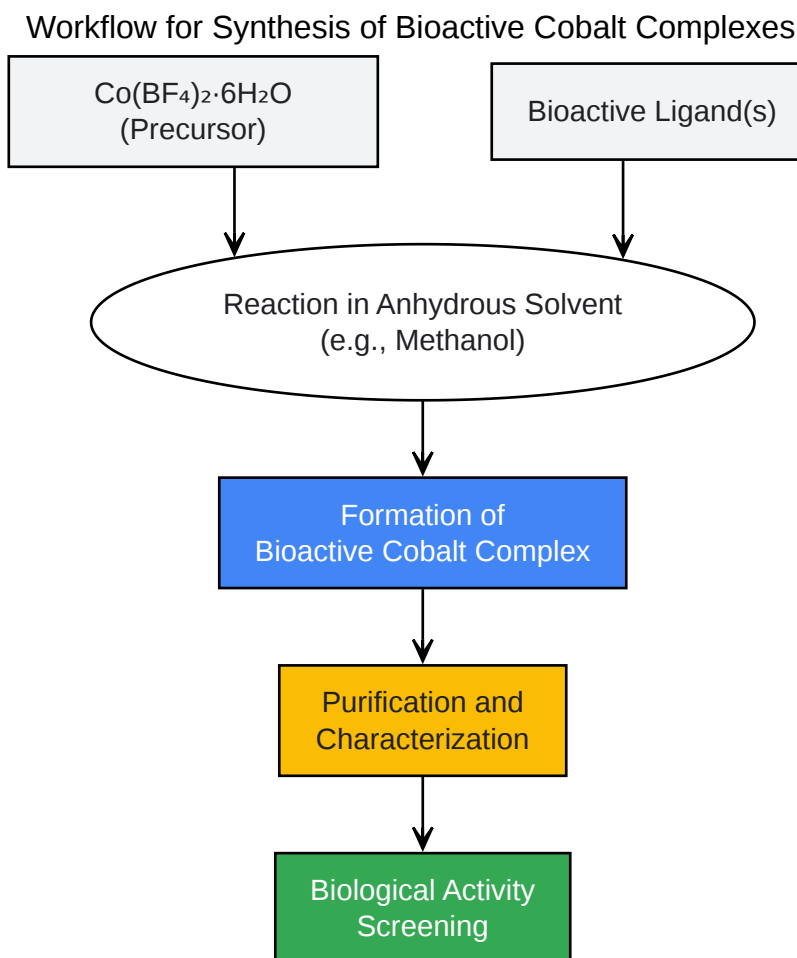 Workflow for Synthesis of Bioactive Cobalt Complexes
Co(BF₄)₂·6H₂O
(Precursor)
Bioactive Ligand(s)
Reaction in Anhydrous Solvent
(e.g., Methanol)
Formation of
Bioactive Cobalt Complex
Purification and
Characterization
Biological Activity
Screening